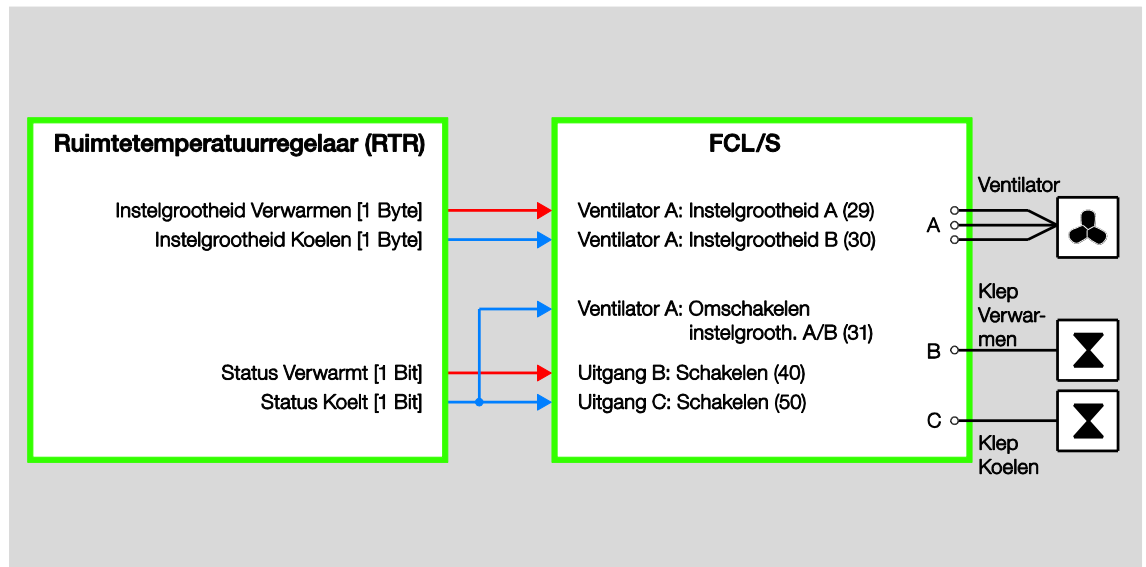 Ruimtetemperatuurregelaar (RTR)
Instelgrootheid Verwarmen [1 Byte]
Instelgrootheid Koelen [1 Byte]
Status Verwarmt [1 Bit]
Status Koelt [1 Bit]
FCL/S
Ventilator A: Instelgrootheid A (29)
Ventilator A: Instelgrootheid B (30)
Ventilator A: Omschakelen
instelgrooth. A/B (31)
Uitgang B: Schakelen (40)
Uitgang C: Schakelen (50)
A
B
C
Ventilator
Klep
Verwar-
men
Klep
Koelen